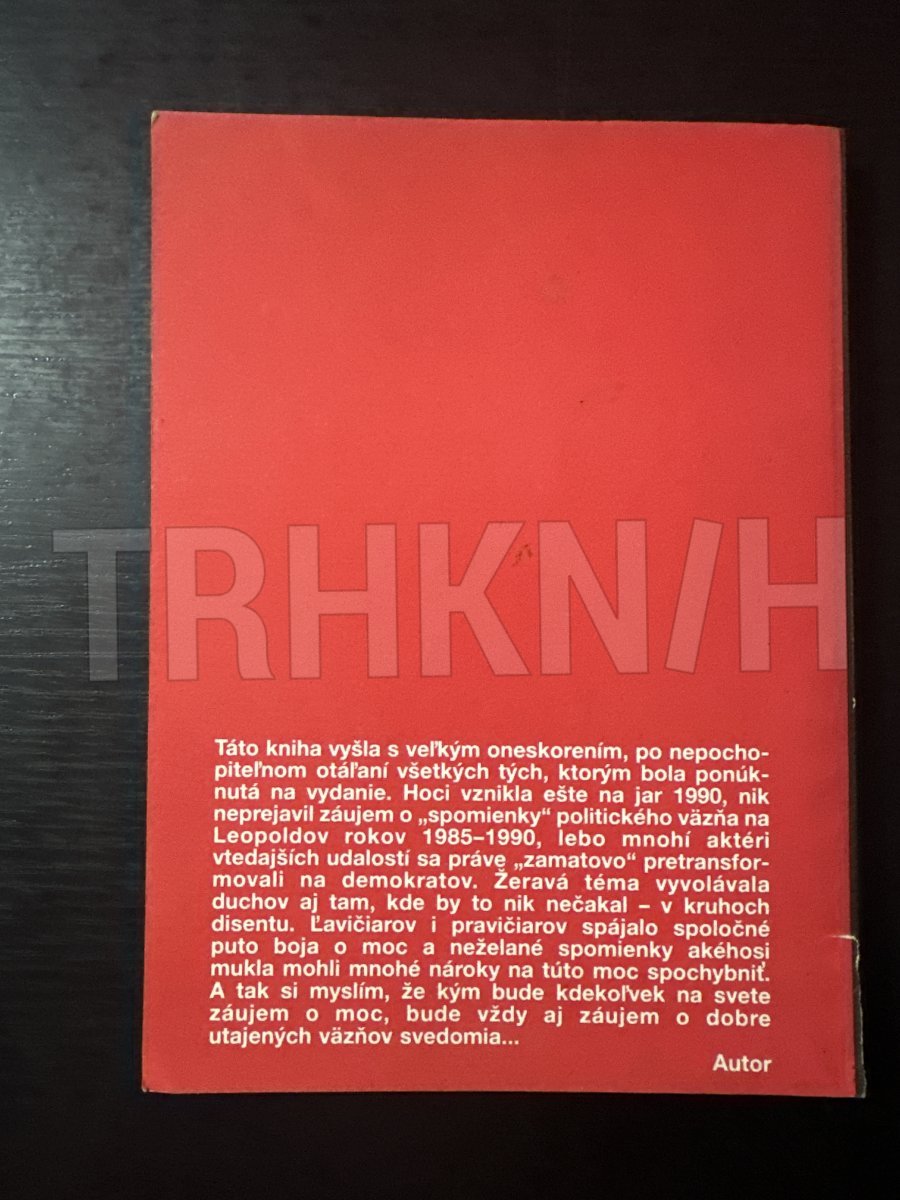 TRHKNIH
Táto kniha vyšla s veľkým oneskorením, po nepocho-
piteľnom otáľaní všetkých tých, ktorým bola ponúk-
nutá na vydanie. Hoci vznikla ešte na jar 1990, nik
neprejavil záujem o „spomienky“ politického väzňa na
Leopoldov rokov 1985–1990, lebo mnohí aktéri
vtedajších udalostí sa práve „zamatovo“ pretransfor-
movali na demokratov. Žeravá téma vyvolávala
duchov aj tam, kde by to nik nečakal – v kruhoch
disentu. Ľavičiarov i pravičiarov spájalo spoločné
puto boja o moc a neželané spomienky akéhosi
mukla mohli mnohé nároky na túto moc spochybniť.
A tak si myslím, že kým bude kdekoľvek na svete
záujem o moc, bude vždy aj záujem o dobre
utajených väzňov svedomia...
Autor